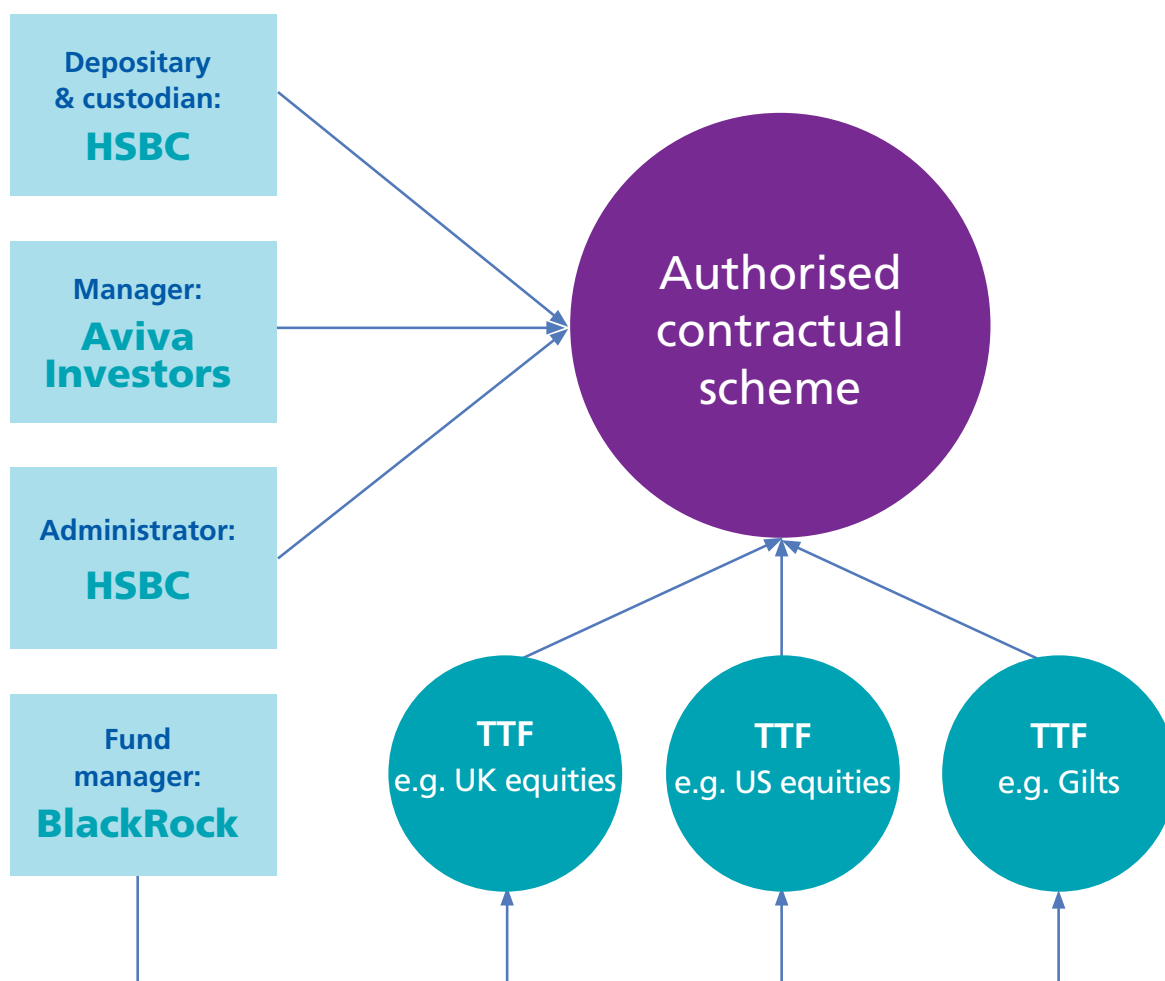 Depositary
& custodian:
HSBC
Manager:
Aviva
Investors
Administrator:
HSBC
Fund
manager:
BlackRock
Authorised
contractual
scheme
TTF
e.g. UK equities
TTF
e.g. US equities
TTF
e.g. Gilts